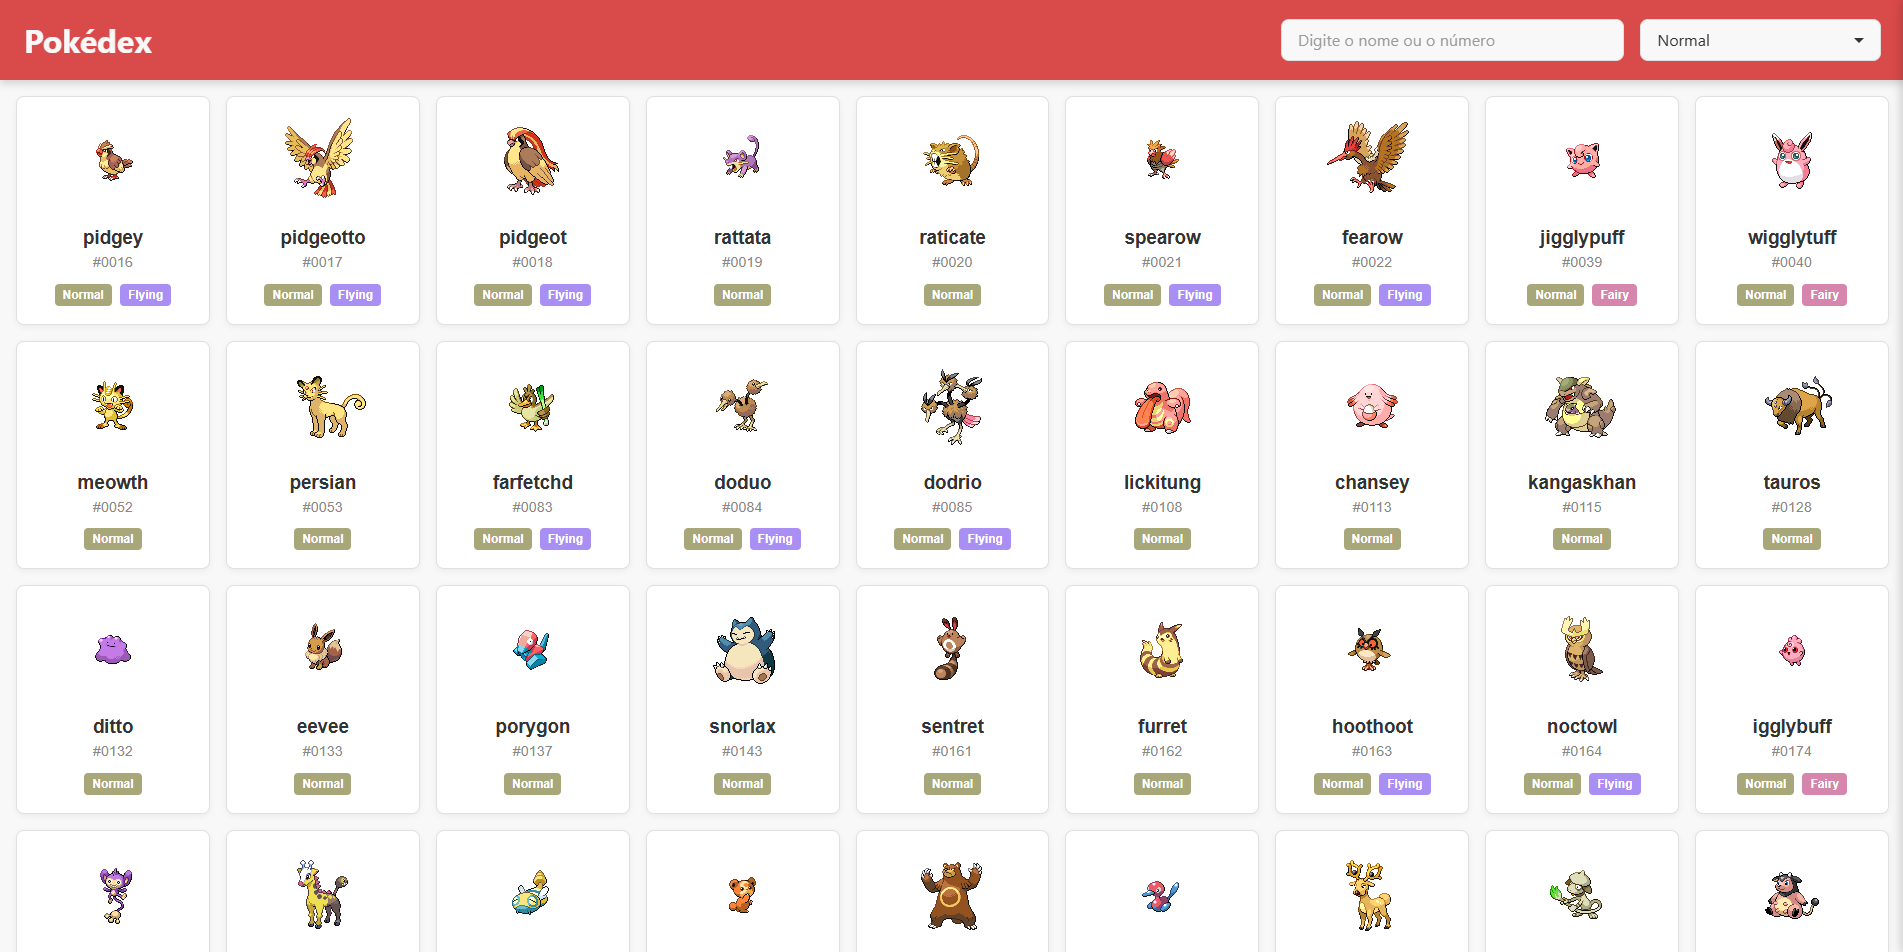 Pokédex
Digite o nome ou o número
Normal
pidgey
#0016
Normal Flying
pidgeotto
#0017
Normal Flying
pidgeot
#0018
Normal Flying
rattata
#0019
Normal
raticate
#0020
Normal
spearow
#0021
Normal Flying
fearow
#0022
Normal Flying
jigglypuff
#0039
Normal Fairy
wigglytuff
#0040
Normal Fairy
meowth
#0052
Normal
persian
#0053
Normal
farfetchd
#0083
Normal Flying
doduo
#0084
Normal Flying
dodrio
#0085
Normal Flying
lickitung
#0108
Normal
chansey
#0113
Normal
kangaskhan
#0115
Normal
tauros
#0128
Normal
ditto
#0132
Normal
eevee
#0133
Normal
porygon
#0137
Normal
snorlax
#0143
Normal
sentret
#0161
Normal
furret
#0162
Normal
hoothoot
#0163
Normal Flying
noctowl
#0164
Normal Flying
igglybuff
#0174
Normal Fairy